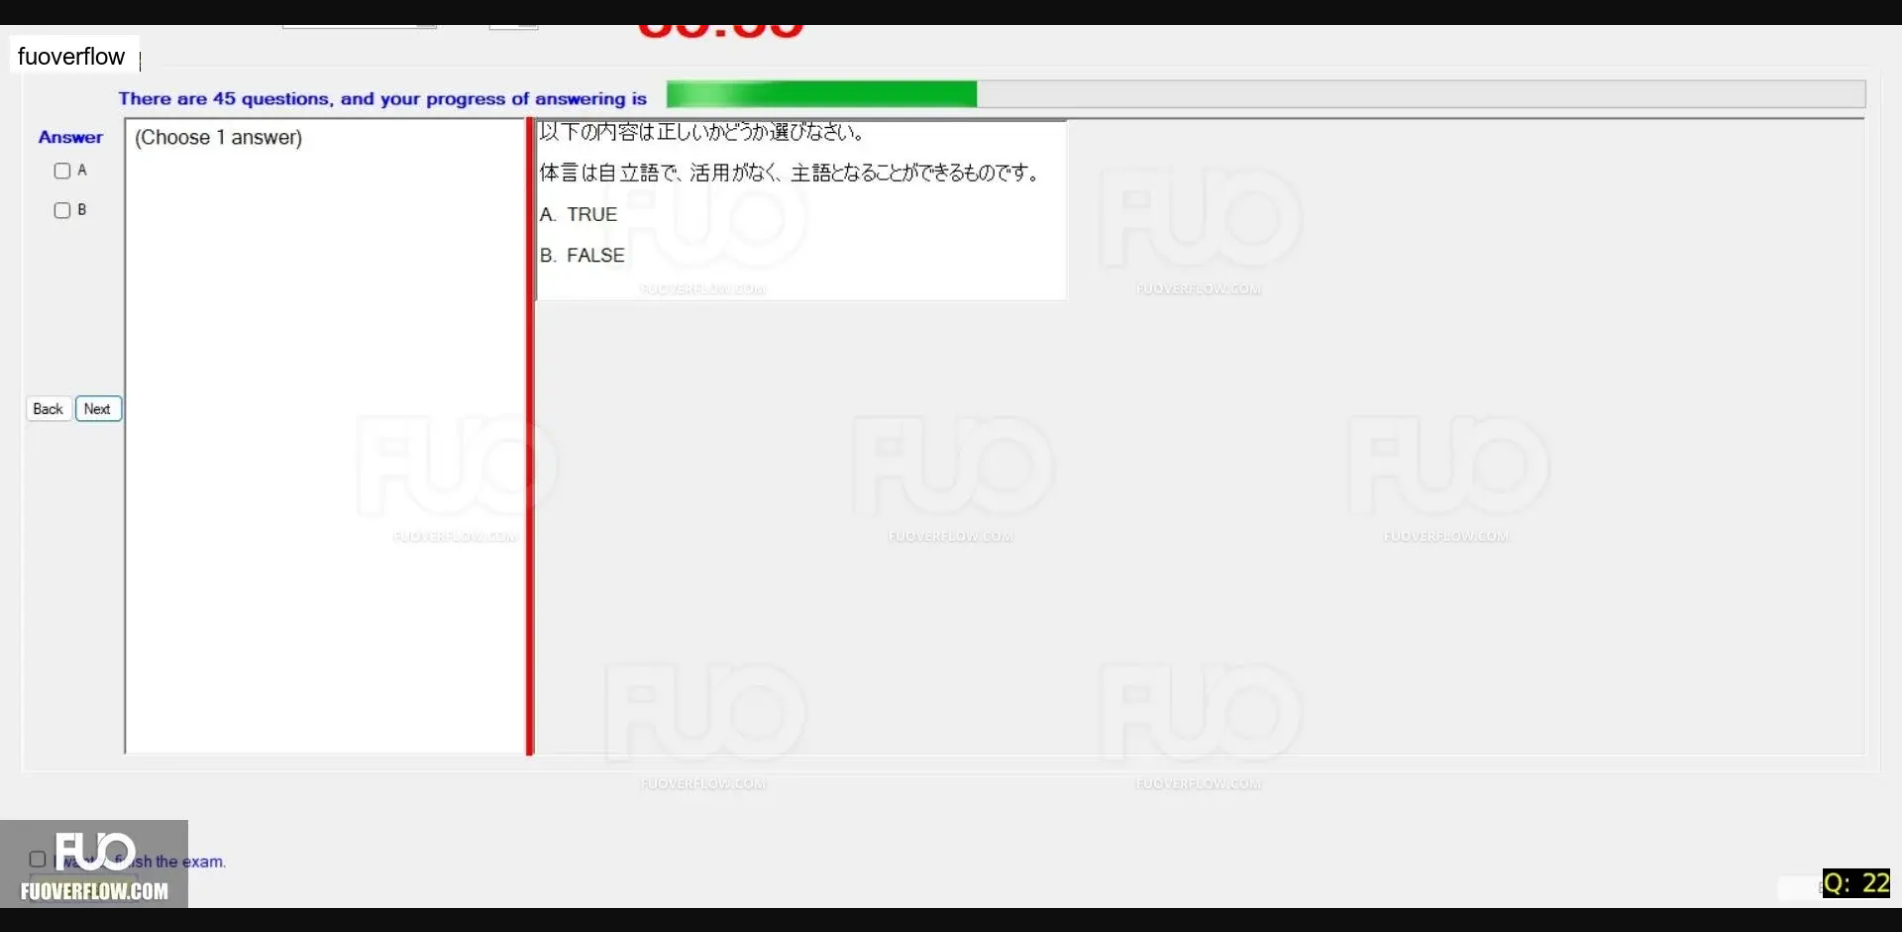 fuoverflow
There are 45 questions, and your progress of answering is
Answer
(Choose 1 answer)
A
B
以下の内容は正しいかどうか選びなさい。
体言は自立語で、活用がなく、主語となることができるものです。
A. TRUE
B. FALSE
Back Next
FUO
FUOVERFLOW.COM
FUO
FUOVERFLOW.COM
FUO
FUOVERFLOW.COM
FUO
FUOVERFLOW.COM
FUO
FUOVERFLOW.COM
FUO
FUOVERFLOW.COM
FUO
FUOVERFLOW.COM
the exam.
FUO
FUOVERFLOW.COM
Q: 22